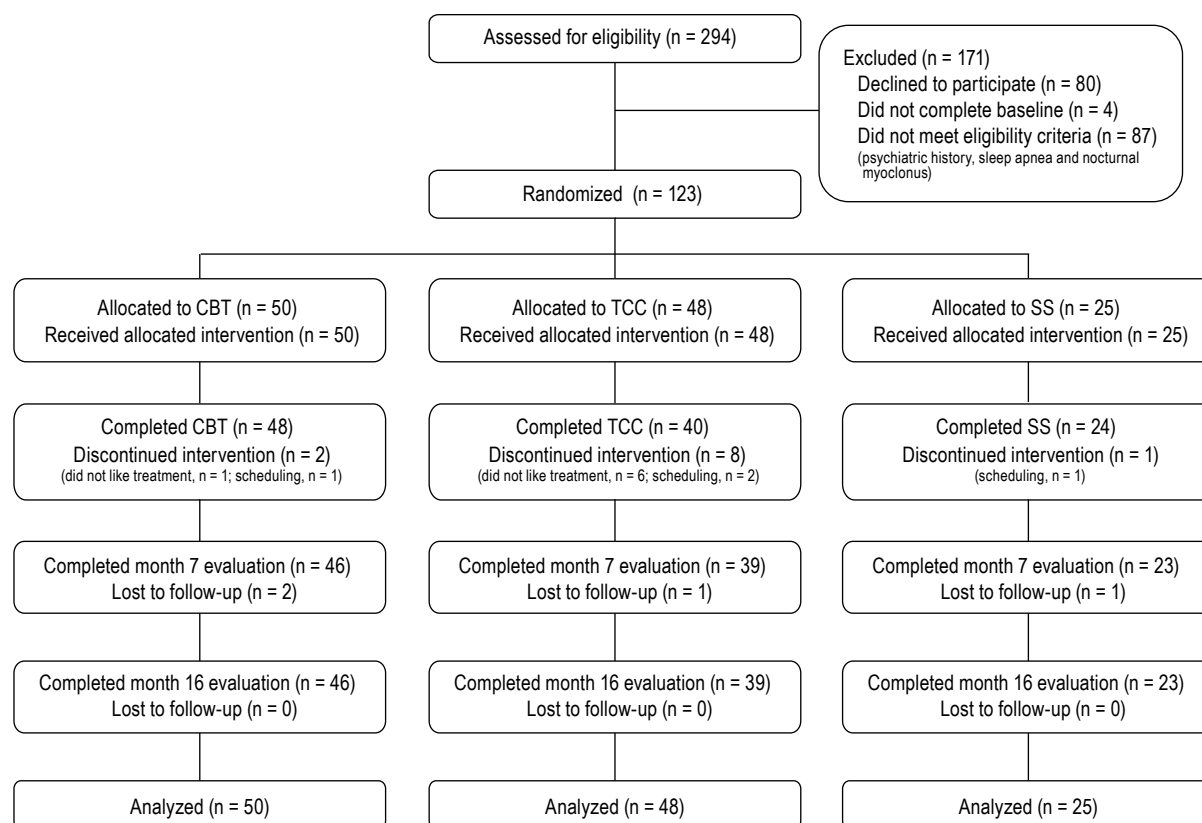 Assessed for eligibility (n = 294)
Excluded (n = 171)
Declined to participate (n = 80)
Did not complete baseline (n = 4)
Did not meet eligibility criteria (n = 87)
(psychiatric history, sleep apnea and nocturnal
myoclonus)
Randomized (n = 123)
Allocated to CBT (n = 50)
Received allocated intervention (n = 50)
Allocated to TCC (n = 48)
Received allocated intervention (n = 48)
Allocated to SS (n = 25)
Received allocated intervention (n = 25)
Completed CBT (n = 48)
Discontinued intervention (n = 2)
(did not like treatment, n = 1; scheduling, n = 1)
Completed TCC (n = 40)
Discontinued intervention (n = 8)
(did not like treatment, n = 6; scheduling, n = 2)
Completed SS (n = 24)
Discontinued intervention (n = 1)
(scheduling, n = 1)
Completed month 7 evaluation (n = 46)
Lost to follow-up (n = 2)
Completed month 7 evaluation (n = 39)
Lost to follow-up (n = 1)
Completed month 7 evaluation (n = 23)
Lost to follow-up (n = 1)
Completed month 16 evaluation (n = 46)
Lost to follow-up (n = 0)
Completed month 16 evaluation (n = 39)
Lost to follow-up (n = 0)
Completed month 16 evaluation (n = 23)
Lost to follow-up (n = 0)
Analyzed (n = 50)
Analyzed (n = 48)
Analyzed (n = 25)